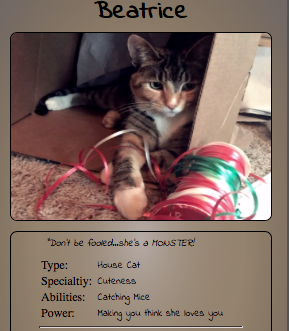 Beatrice
"Don't be fooled...she's a MONSTER!
Type: House Cat
Specialtiy: Cuteness
Abilities: Catching Mice
Power: Making you think she loves you